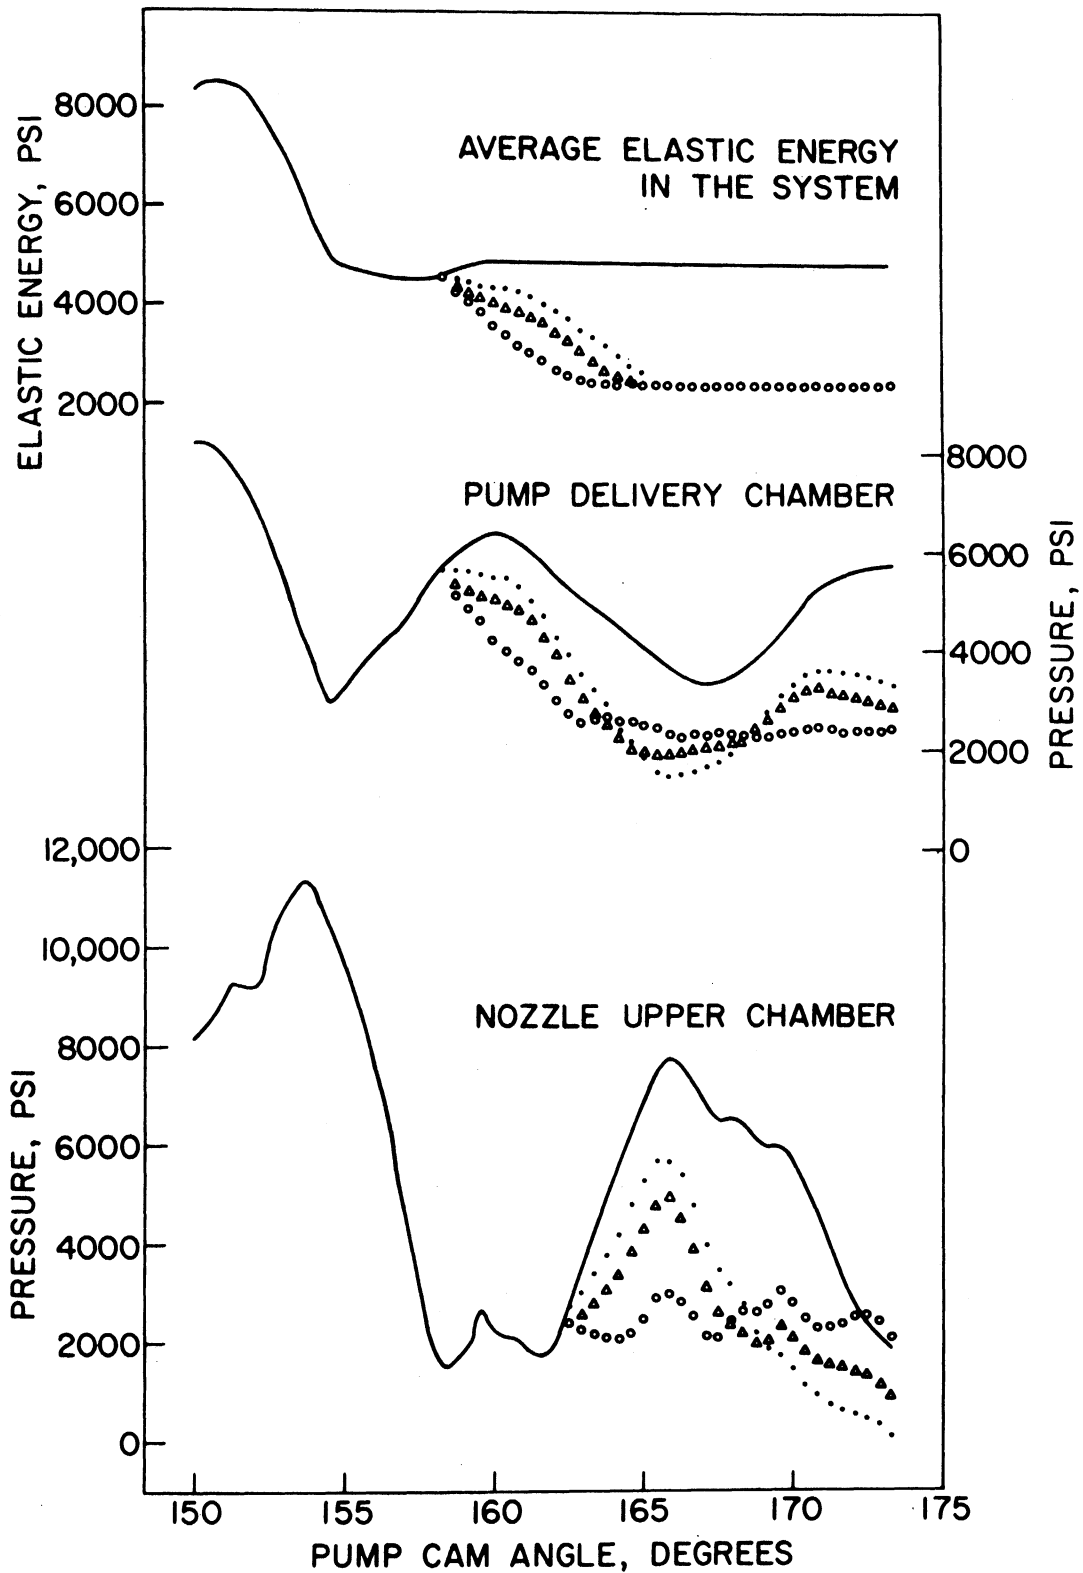 AVERAGE ELASTIC ENERGY
IN THE SYSTEM
ELASTIC ENERGY, PSI
8000
6000
4000
2000
PUMP DELIVERY CHAMBER
8000
6000
4000
2000
0
PRESSURE, PSI
NOZZLE UPPER CHAMBER
12,000
10,000
8000
6000
4000
2000
0
PRESSURE, PSI
150 155 160 165 170 175
PUMP CAM ANGLE, DEGREES